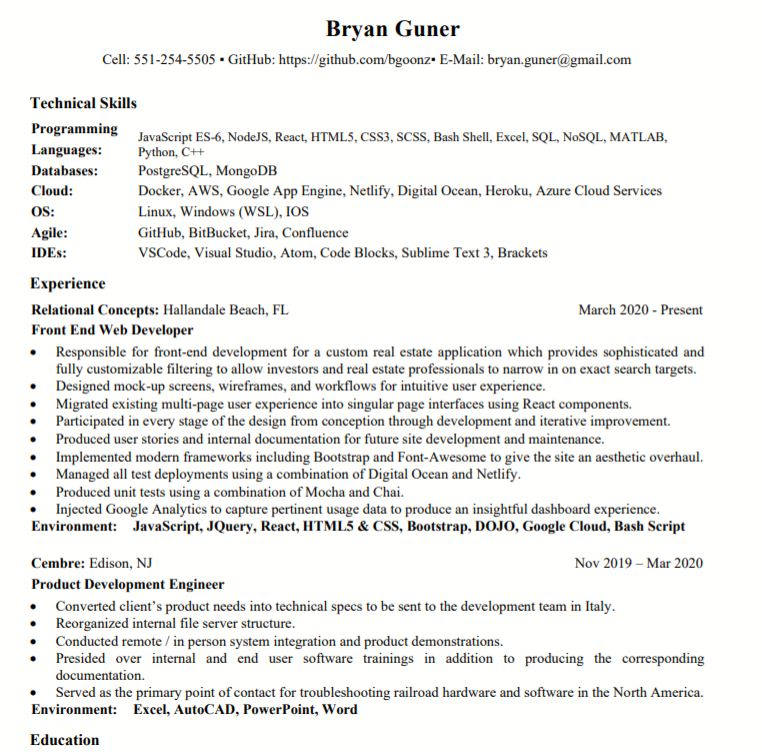 Bryan Guner
Cell: 551-254-5505 ▪ GitHub: https://github.com/bgoonz▪ E-Mail: bryan.guner@gmail.com
Technical Skills
Programming Languages: JavaScript ES-6, NodeJS, React, HTML5, CSS3, SCSS, Bash Shell, Excel, SQL, NoSQL, MATLAB,
Python, C++
Databases: PostgreSQL, MongoDB
Cloud: Docker, AWS, Google App Engine, Netlify, Digital Ocean, Heroku, Azure Cloud Services
OS: Linux, Windows (WSL), IOS
Agile: GitHub, BitBucket, Jira, Confluence
IDEs: VSCode, Visual Studio, Atom, Code Blocks, Sublime Text 3, Brackets
Experience
Relational Concepts: Hallandale Beach, FL March 2020 - Present
Front End Web Developer
• Responsible for front-end development for a custom real estate application which provides sophisticated and
fully customizable filtering to allow investors and real estate professionals to narrow in on exact search targets.
• Designed mock-up screens, wireframes, and workflows for intuitive user experience.
• Migrated existing multi-page user experience into singular page interfaces using React components.
• Participated in every stage of the design from conception through development and iterative improvement.
• Produced user stories and internal documentation for future site development and maintenance.
• Implemented modern frameworks including Bootstrap and Font-Awesome to give the site an aesthetic overhaul.
• Managed all test deployments using a combination of Digital Ocean and Netlify.
• Produced unit tests using a combination of Mocha and Chai.
• Injected Google Analytics to capture pertinent usage data to produce an insightful dashboard experience.
Environment: JavaScript, JQuery, React, HTML5 & CSS, Bootstrap, DOJO, Google Cloud, Bash Script
Cembre: Edison, NJ Nov 2019 – Mar 2020
Product Development Engineer
• Converted client’s product needs into technical specs to be sent to the development team in Italy.
• Reorganized internal file server structure.
• Conducted remote / in person system integration and product demonstrations.
• Presided over internal and end user software trainings in addition to producing the corresponding
documentation.
• Served as the primary point of contact for troubleshooting railroad hardware and software in the North America.
Environment: Excel, AutoCAD, PowerPoint, Word
Education